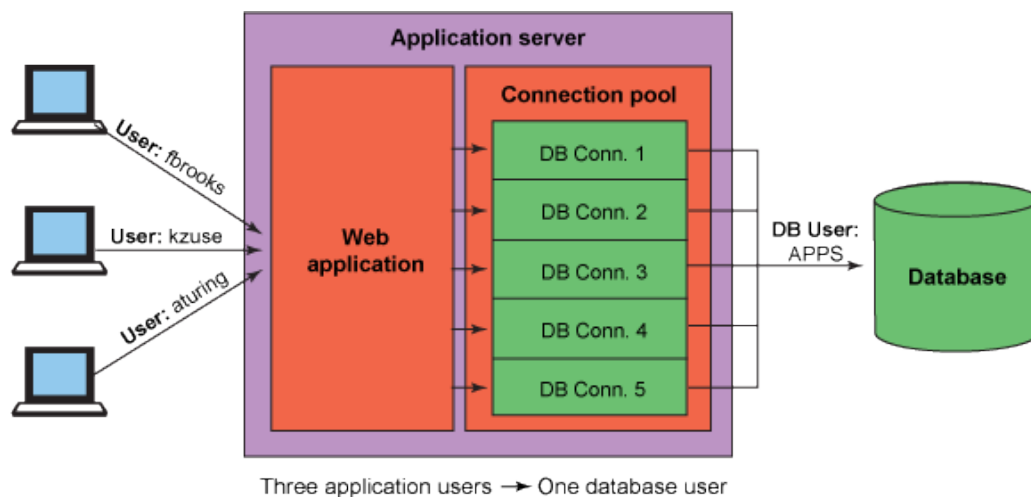 Application server
Connection pool
User: fbrooks
User: kzuse
User: aturing
Web
application
DB Conn. 1
DB Conn. 2
DB Conn. 3
DB Conn. 4
DB Conn. 5
DB User:
APPS
Database
Three application users → One database user